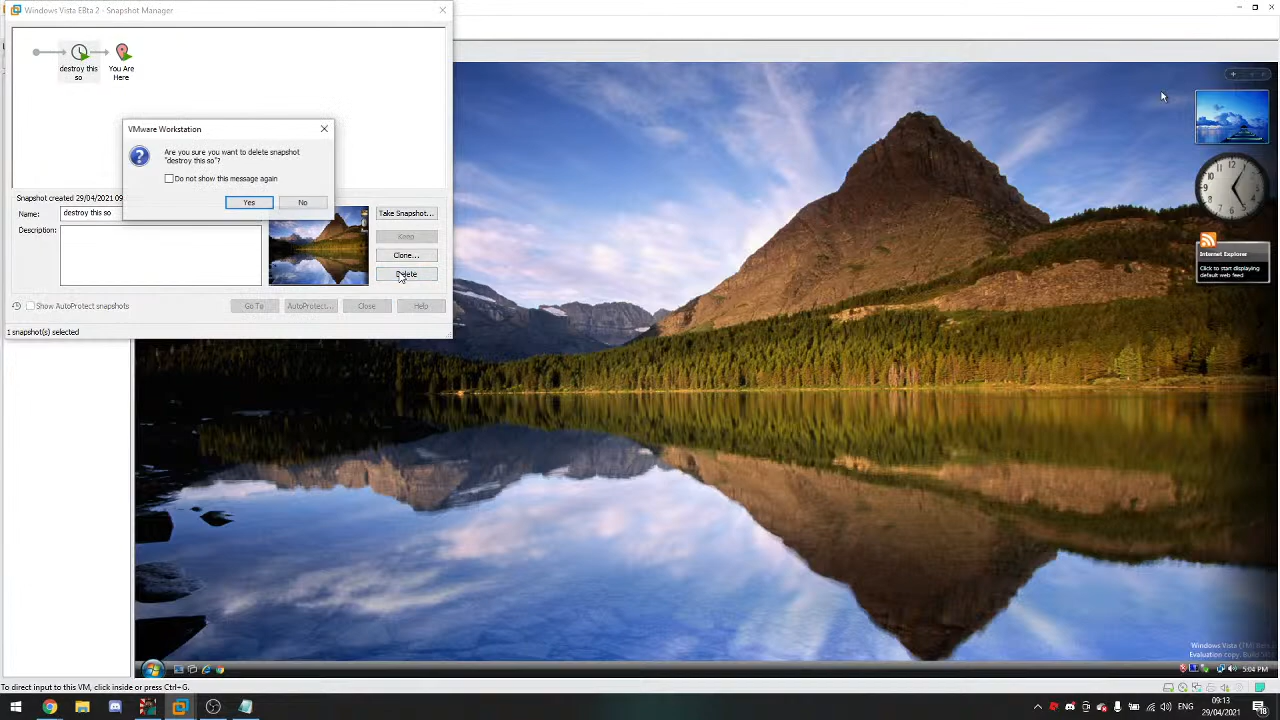 Windows Vista EBta 2 - Snapshot Manager
destroy this
so
You Are
Here
VMware Workstation
Are you sure you want to delete snapshot
"destroy this so"?
Do not show this message again
Yes
No
Snapshot created 29/04/2021 09
Name:
destroy this so
Description:
Take Snapshot...
Keep
Clone...
Delete
Show AutoProtect snapshots
Go To
AutoProtect...
Close
Help
1 snapshot(s) selected
12
Internet Explorer
Click to start displaying
default web feed
Windows Vista (TM) Beta
Evaluation copy. Build
5:04 PM
To direct input to this VM, click inside or press Ctrl+G.
ENG
09:13
29/04/2021